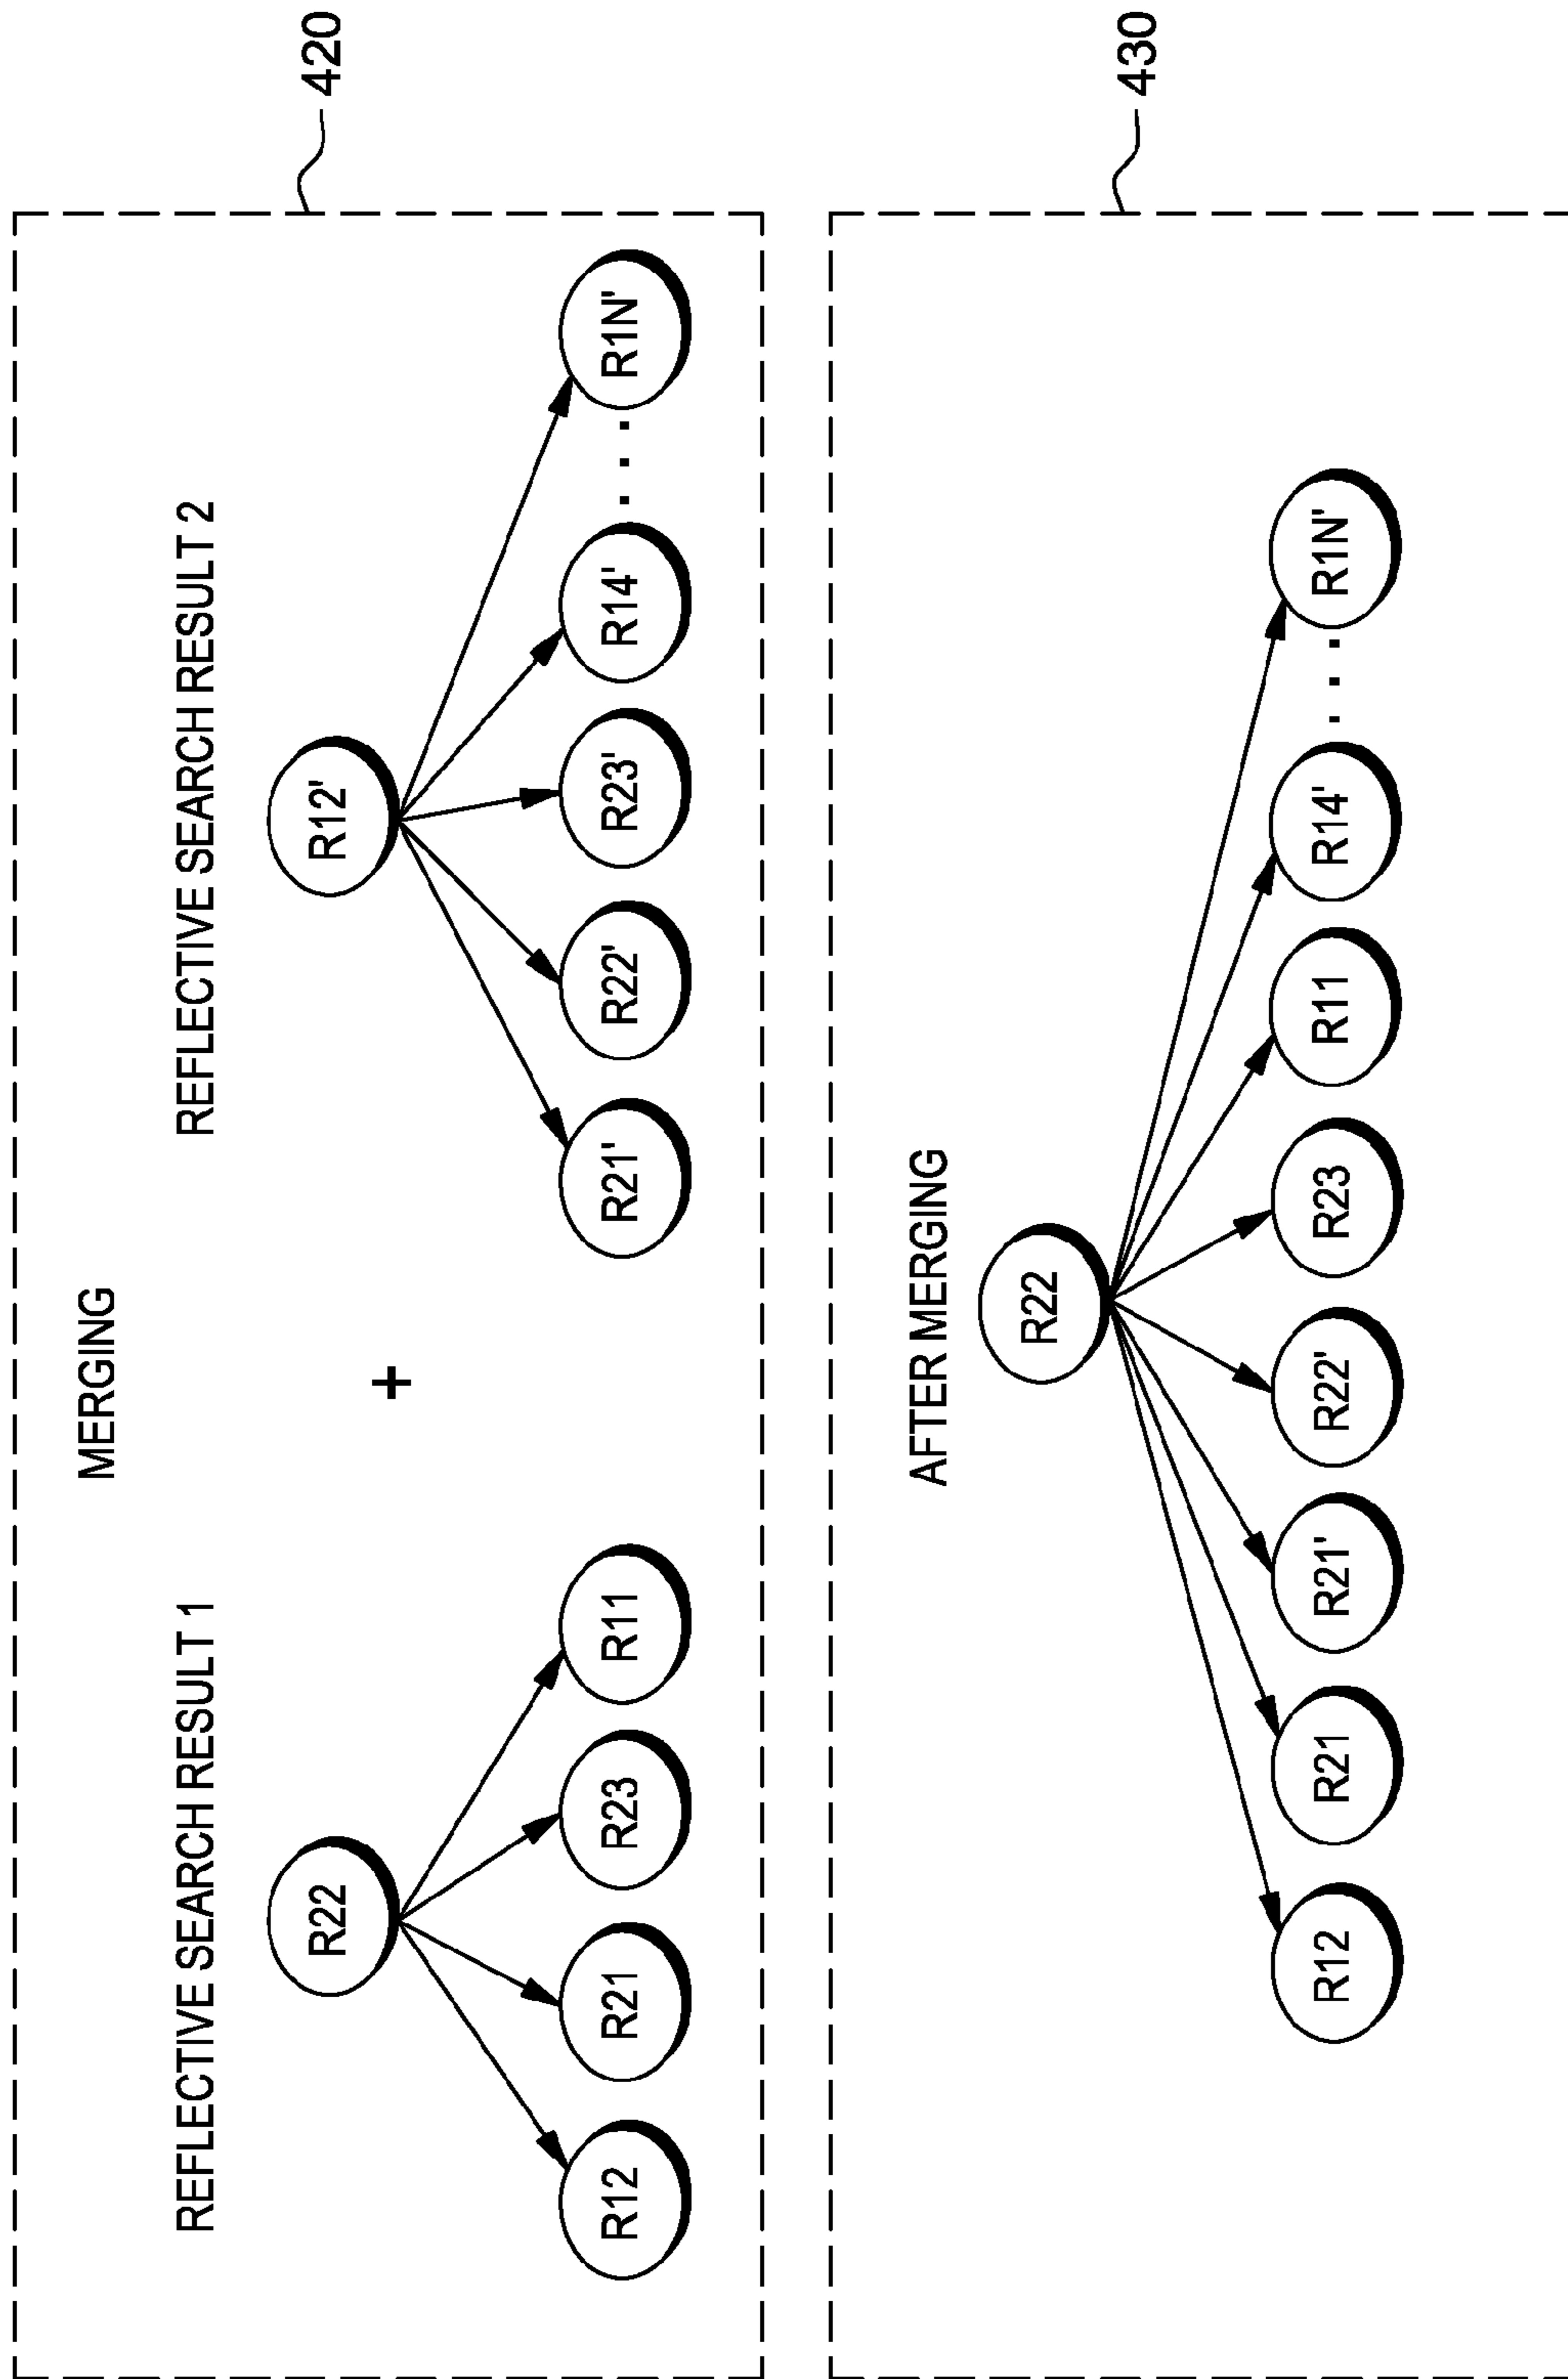 MERGING
420
REFLECTIVE SEARCH RESULT 1
REFLECTIVE SEARCH RESULT 2
R22
+
R12'
R12
R21
R23
R11
R21'
R22'
R23'
R14'
. . .
R1N'
AFTER MERGING
430
R22
R12
R21
R21'
R22'
R23
R11
R14'
. . .
R1N'